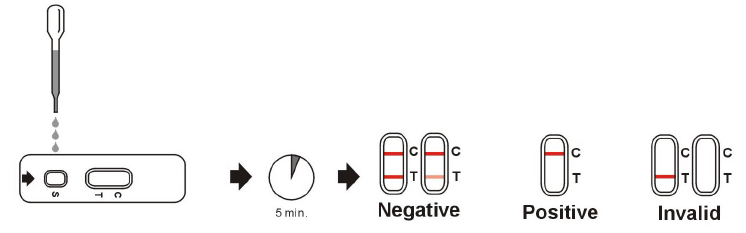 S
T C
5 min.
C C
T T
Negative
Positive
C C
T T
Invalid